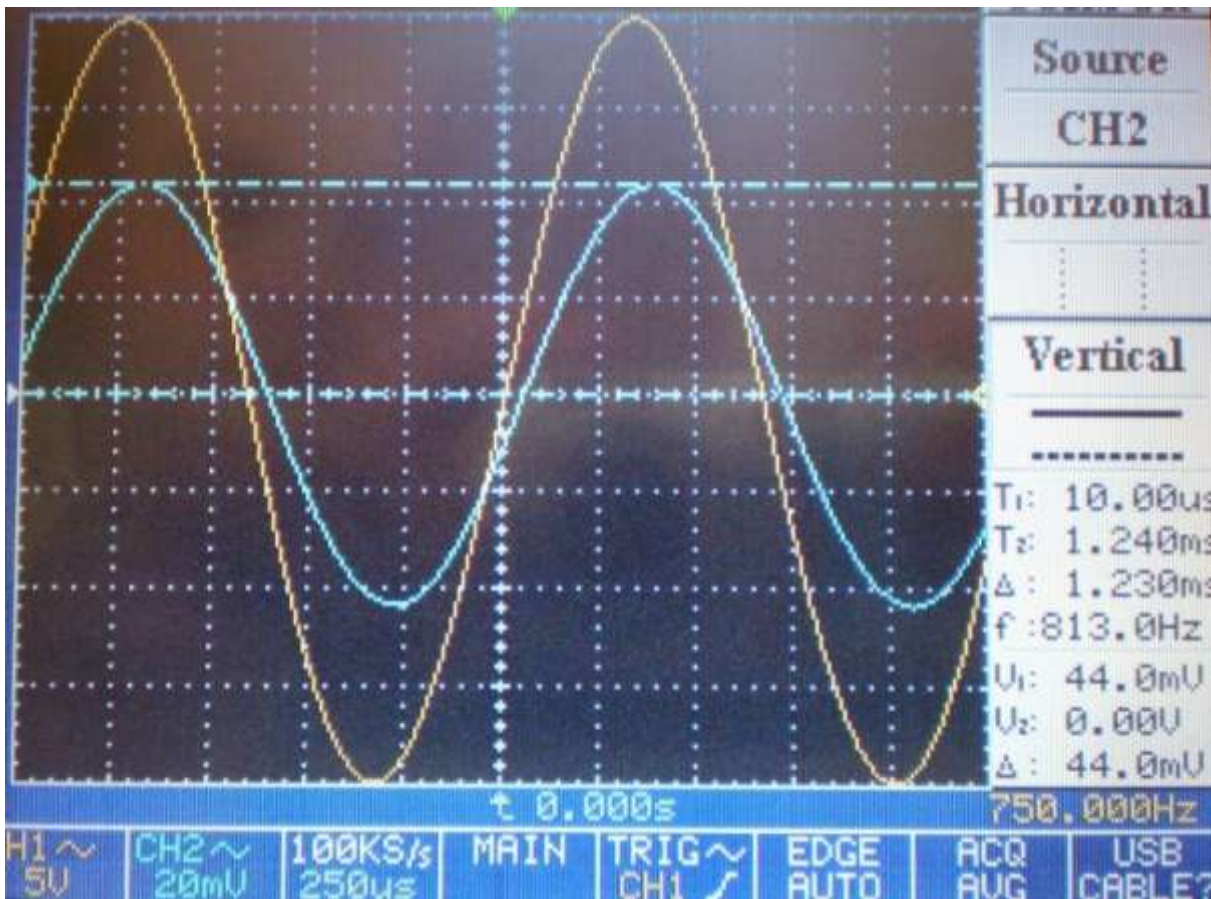 Source
CH2
Horizontal
Vertical
T₁: 10.00us
T₂: 1.240ms
Δ : 1.230ms
f :813.0Hz
V₁: 44.0mV
V₂: 0.00V
Δ : 44.0mV
0.000s
750.000Hz
H1 ~ CH2 ~ 100KS/s MAIN TRIG~ EDGE ACQ USB
5V 20mV 250us CH1 AUTO AVG CABLE?